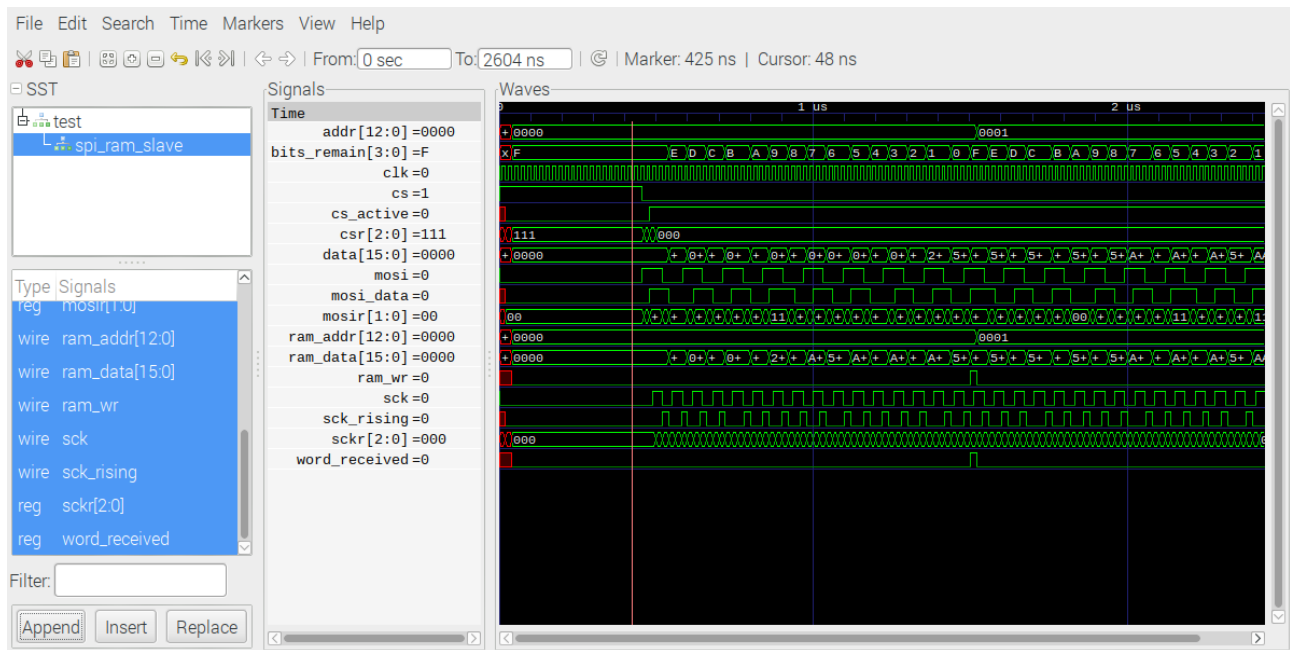 File Edit Search Time Markers View Help
From: 0 sec To: 2604 ns | Marker: 425 ns | Cursor: 48 ns
SST
test
spi_ram_slave
Type Signals
reg mosir[1:0]
wire ram_addr[12:0]
wire ram_data[15:0]
wire ram_wr
wire sck
wire sck_rising
reg sckr[2:0]
reg word_received
Filter:
Append Insert Replace
Signals
Time
addr[12:0] =0000
bits_remain[3:0] =F
clk =0
cs =1
cs_active =0
csr[2:0] =111
data[15:0] =0000
mosi =0
mosi_data =0
mosir[1:0] =00
ram_addr[12:0] =0000
ram_data[15:0] =0000
ram_wr =0
sck =0
sck_rising =0
sckr[2:0] =000
word_received =0
Waves
1 us 2 us
+ 0000 0001
x F E D C B A 9 8 7 6 5 4 3 2 1 0 F E D C B A 9 8 7 6 5 4 3 2 1
111 000
+ 0000
00
+ 0000 0001
+ 0000
000